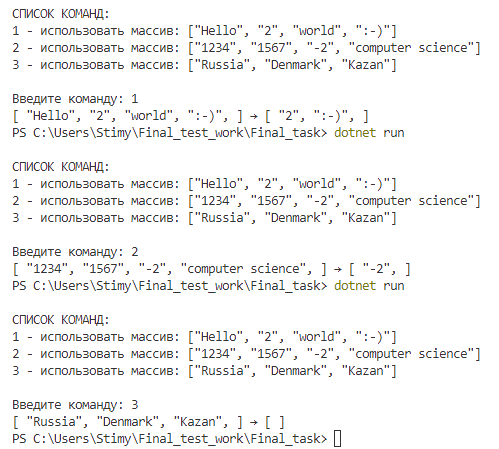 СПИСОК КОМАНД:
1 - использовать массив: ["Hello", "2", "world", ":-)"]
2 - использовать массив: ["1234", "1567", "-2", "computer science"]
3 - использовать массив: ["Russia", "Denmark", "Kazan"]
Введите команду: 1
[ "Hello", "2", "world", ":-)", ] → [ "2", ":-)", ]
PS C:\Users\Stimy\Final_test_work\Final_task> dotnet run
СПИСОК КОМАНД:
1 - использовать массив: ["Hello", "2", "world", ":-)"]
2 - использовать массив: ["1234", "1567", "-2", "computer science"]
3 - использовать массив: ["Russia", "Denmark", "Kazan"]
Введите команду: 2
[ "1234", "1567", "-2", "computer science", ] → [ "-2", ]
PS C:\Users\Stimy\Final_test_work\Final_task> dotnet run
СПИСОК КОМАНД:
1 - использовать массив: ["Hello", "2", "world", ":-)"]
2 - использовать массив: ["1234", "1567", "-2", "computer science"]
3 - использовать массив: ["Russia", "Denmark", "Kazan"]
Введите команду: 3
[ "Russia", "Denmark", "Kazan", ] → [ ]
PS C:\Users\Stimy\Final_test_work\Final_task>